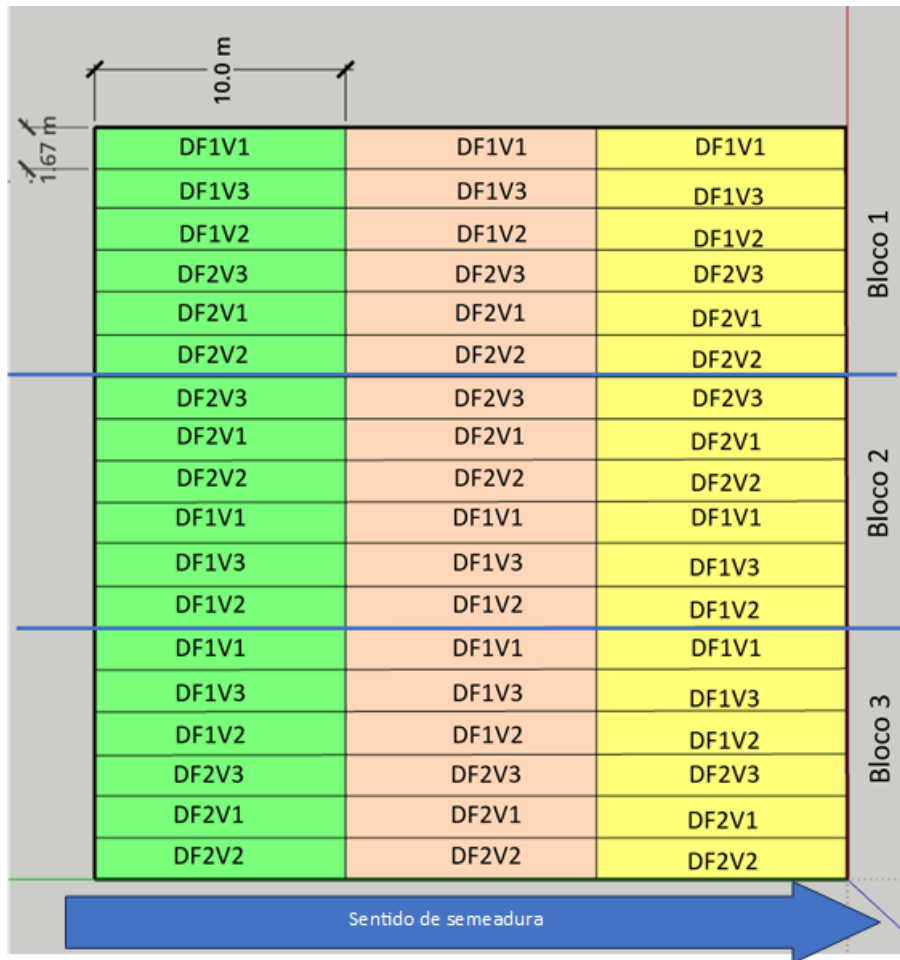 10.0 m
1.67 m
DF1V1 DF1V1 DF1V1
DF1V3 DF1V3 DF1V3
DF1V2 DF1V2 DF1V2
DF2V3 DF2V3 DF2V3
DF2V1 DF2V1 DF2V1
DF2V2 DF2V2 DF2V2
Bloco 1
DF2V3 DF2V3 DF2V3
DF2V1 DF2V1 DF2V1
DF2V2 DF2V2 DF2V2
DF1V1 DF1V1 DF1V1
DF1V3 DF1V3 DF1V3
DF1V2 DF1V2 DF1V2
Bloco 2
DF1V1 DF1V1 DF1V1
DF1V3 DF1V3 DF1V3
DF1V2 DF1V2 DF1V2
DF2V3 DF2V3 DF2V3
DF2V1 DF2V1 DF2V1
DF2V2 DF2V2 DF2V2
Bloco 3
Sentido de semeadura